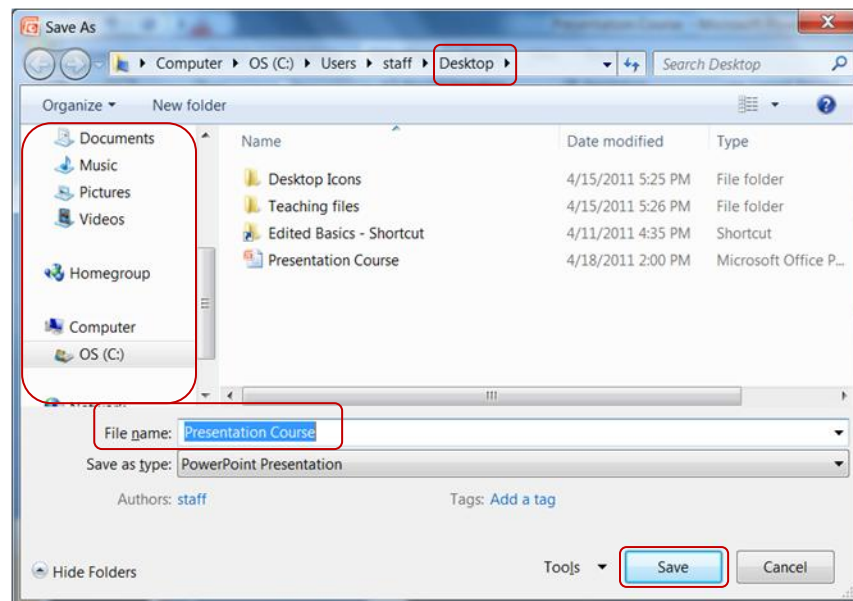 Save As
Computer OS (C:) Users staff Desktop Search Desktop
Organize New folder
Documents
Music
Pictures
Videos
Homegroup
Computer
OS (C:)
Name Date modified Type
Desktop Icons 4/15/2011 5:25 PM File folder
Teaching files 4/15/2011 5:26 PM File folder
Edited Basics - Shortcut 4/11/2011 4:35 PM Shortcut
Presentation Course 4/18/2011 2:00 PM Microsoft Office P...
File name: Presentation Course
Save as type: PowerPoint Presentation
Authors: staff Tags: Add a tag
Hide Folders Tools Save Cancel